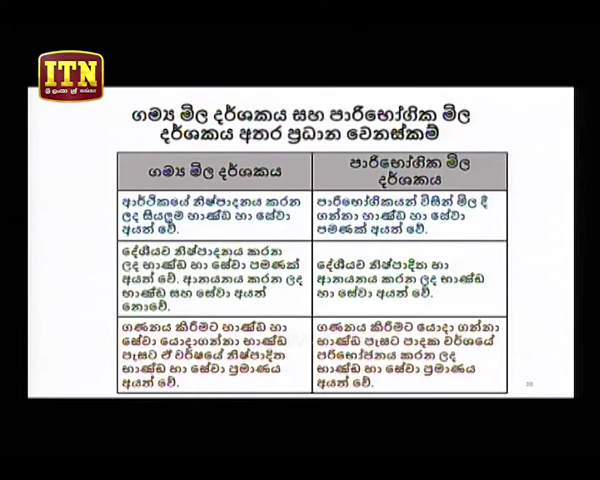 ITN
ශ්‍රී ලංකා
ගම්‍ය මිල දර්ශකය සහ පාරිභෝගික මිල
දර්ශකය අතර ප්‍රධාන වෙනස්කම්
ගම්‍ය මිල දර්ශකය
පාරිභෝගික මිල
දර්ශකය
ආර්ථිකයේ නිෂ්පාදනය කරන
ලද සියලුම භාණ්ඩ හා සේවා
අයත් වේ.
පාරිභෝගිකයන් විසින් මිල දී
ගන්නා භාණ්ඩ හා සේවා
පමණක් අයත් වේ.
දේශීයව නිෂ්පාදනය කරන
ලද භාණ්ඩ හා සේවා පමණක්
අයත් වේ. ආනයනය කරන ලද
භාණ්ඩ සහ සේවා අයත්
නොවේ.
දේශීයව නිෂ්පාදිත හා
ආනයනය කරන ලද භාණ්ඩ
හා සේවා අයත් වේ.
ගණනය කිරීමට භාණ්ඩ හා
සේවා යොදාගන්නා භාණ්ඩ
පැසට ඒ වර්ෂයේ නිෂ්පාදිත
භාණ්ඩ හා සේවා ප්‍රමාණය
අයත් වේ.
ගණනය කිරීමට යොදා ගන්නා
භාණ්ඩ පැසට පාදක වර්ශයේ
පරිභෝජනය කරන ලද
භාණ්ඩ හා සේවා ප්‍රමාණය
අයත් වේ.
20